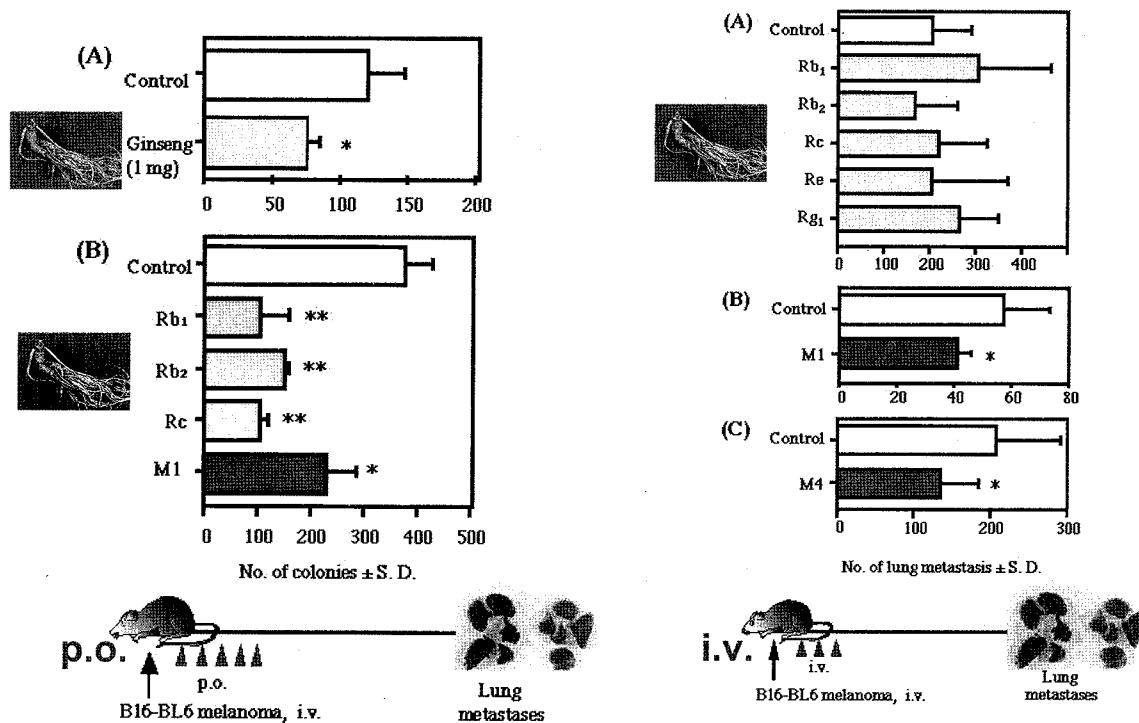 (A)
Control
Ginseng
(1 mg)
*
0 50 100 150 200
(B)
Control
Rb₁
**
Rb₂
**
Rc
**
M1
*
0 100 200 300 400 500
No. of colonies ± S. D.
p.o.
p.o.
B16-BL6 melanoma, i.v.
Lung
metastases
(A)
Control
Rb₁
Rb₂
Rc
Re
Rg₁
0 100 200 300 400
(B)
Control
M1
*
0 20 40 60 80
(C)
Control
M4
*
0 100 200 300
No. of lung metastasis ± S. D.
i.v.
i.v.
B16-BL6 melanoma, i.v.
Lung
metastases